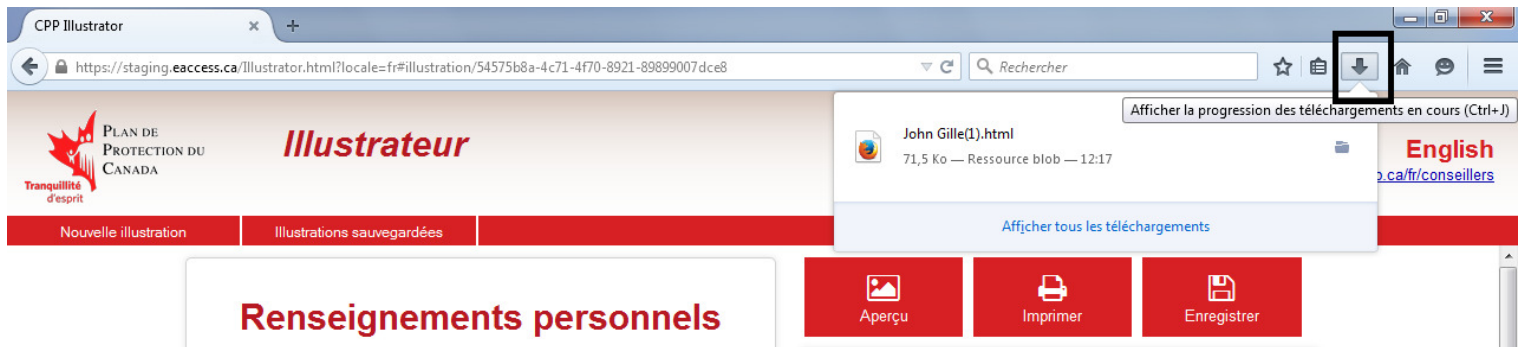 CPP Illustrator
https://staging.eaccess.ca/Illustrator.html?locale=fr#illustration/54575b8a-4c71-4f70-8921-89899007dce8
Rechercher
Afficher la progression des téléchargements en cours (Ctrl+J)
PLAN DE
PROTECTION DU
CANADA
Tranquillité
d'esprit
Illustrateur
John Gille(1).html
71,5 Ko — Ressource blob — 12:17
Afficher tous les téléchargements
English
.ca/fr/conseillers
Nouvelle illustration
Illustrations sauvegardées
Renseignements personnels
Aperçu
Imprimer
Enregistrer